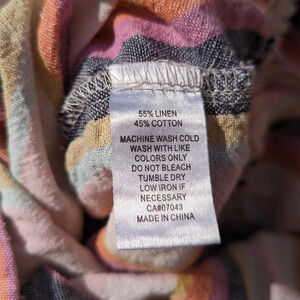 55% LINEN
45% COTTON
MACHINE WASH COLD
WASH WITH LIKE
COLORS ONLY
DO NOT BLEACH
TUMBLE DRY
LOW IRON IF
NECESSARY
CA#07043
MADE IN CHINA